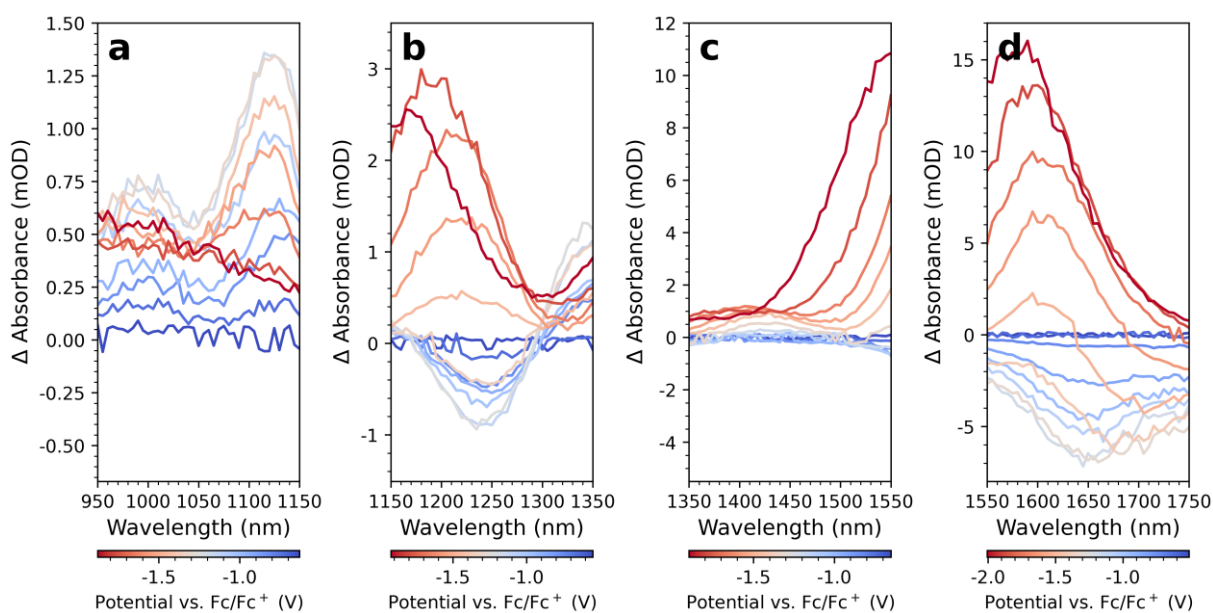 a
b
c
d
Δ Absorbance (mOD)
1.50
1.25
1.00
0.75
0.50
0.25
0.00
-0.25
-0.50
950 1000 1050 1100 1150
Wavelength (nm)
-1.5 -1.0
Potential vs. Fc/Fc⁺ (V)
Δ Absorbance (mOD)
3
2
1
0
-1
1150 1200 1250 1300 1350
Wavelength (nm)
-1.5 -1.0
Potential vs. Fc/Fc⁺ (V)
Δ Absorbance (mOD)
12
10
8
6
4
2
0
-2
-4
1350 1400 1450 1500 1550
Wavelength (nm)
-1.5 -1.0
Potential vs. Fc/Fc⁺ (V)
Δ Absorbance (mOD)
15
10
5
0
-5
1550 1600 1650 1700 1750
Wavelength (nm)
-2.0 -1.5 -1.0
Potential vs. Fc/Fc⁺ (V)